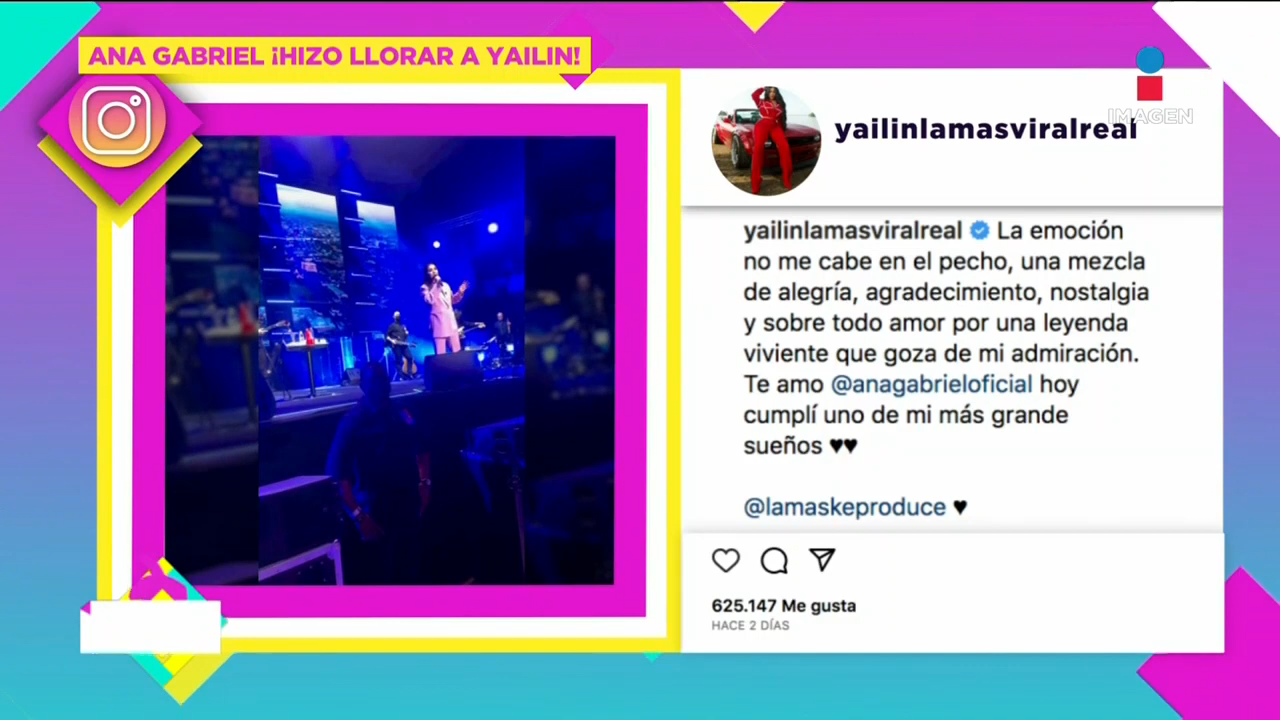 ANA GABRIEL ¡HIZO LLORAR A YAILIN!
IMAGEN
yailinlamasviralreal
yailinlamasviralreal La emoción
no me cabe en el pecho, una mezcla
de alegría, agradecimiento, nostalgia
y sobre todo amor por una leyenda
viviente que goza de mi admiración.
Te amo @anagabrieloficial hoy
cumplí uno de mi más grande
sueños ♥♥
@lamaskeproduce ♥
625.147 Me gusta
HACE 2 DÍAS